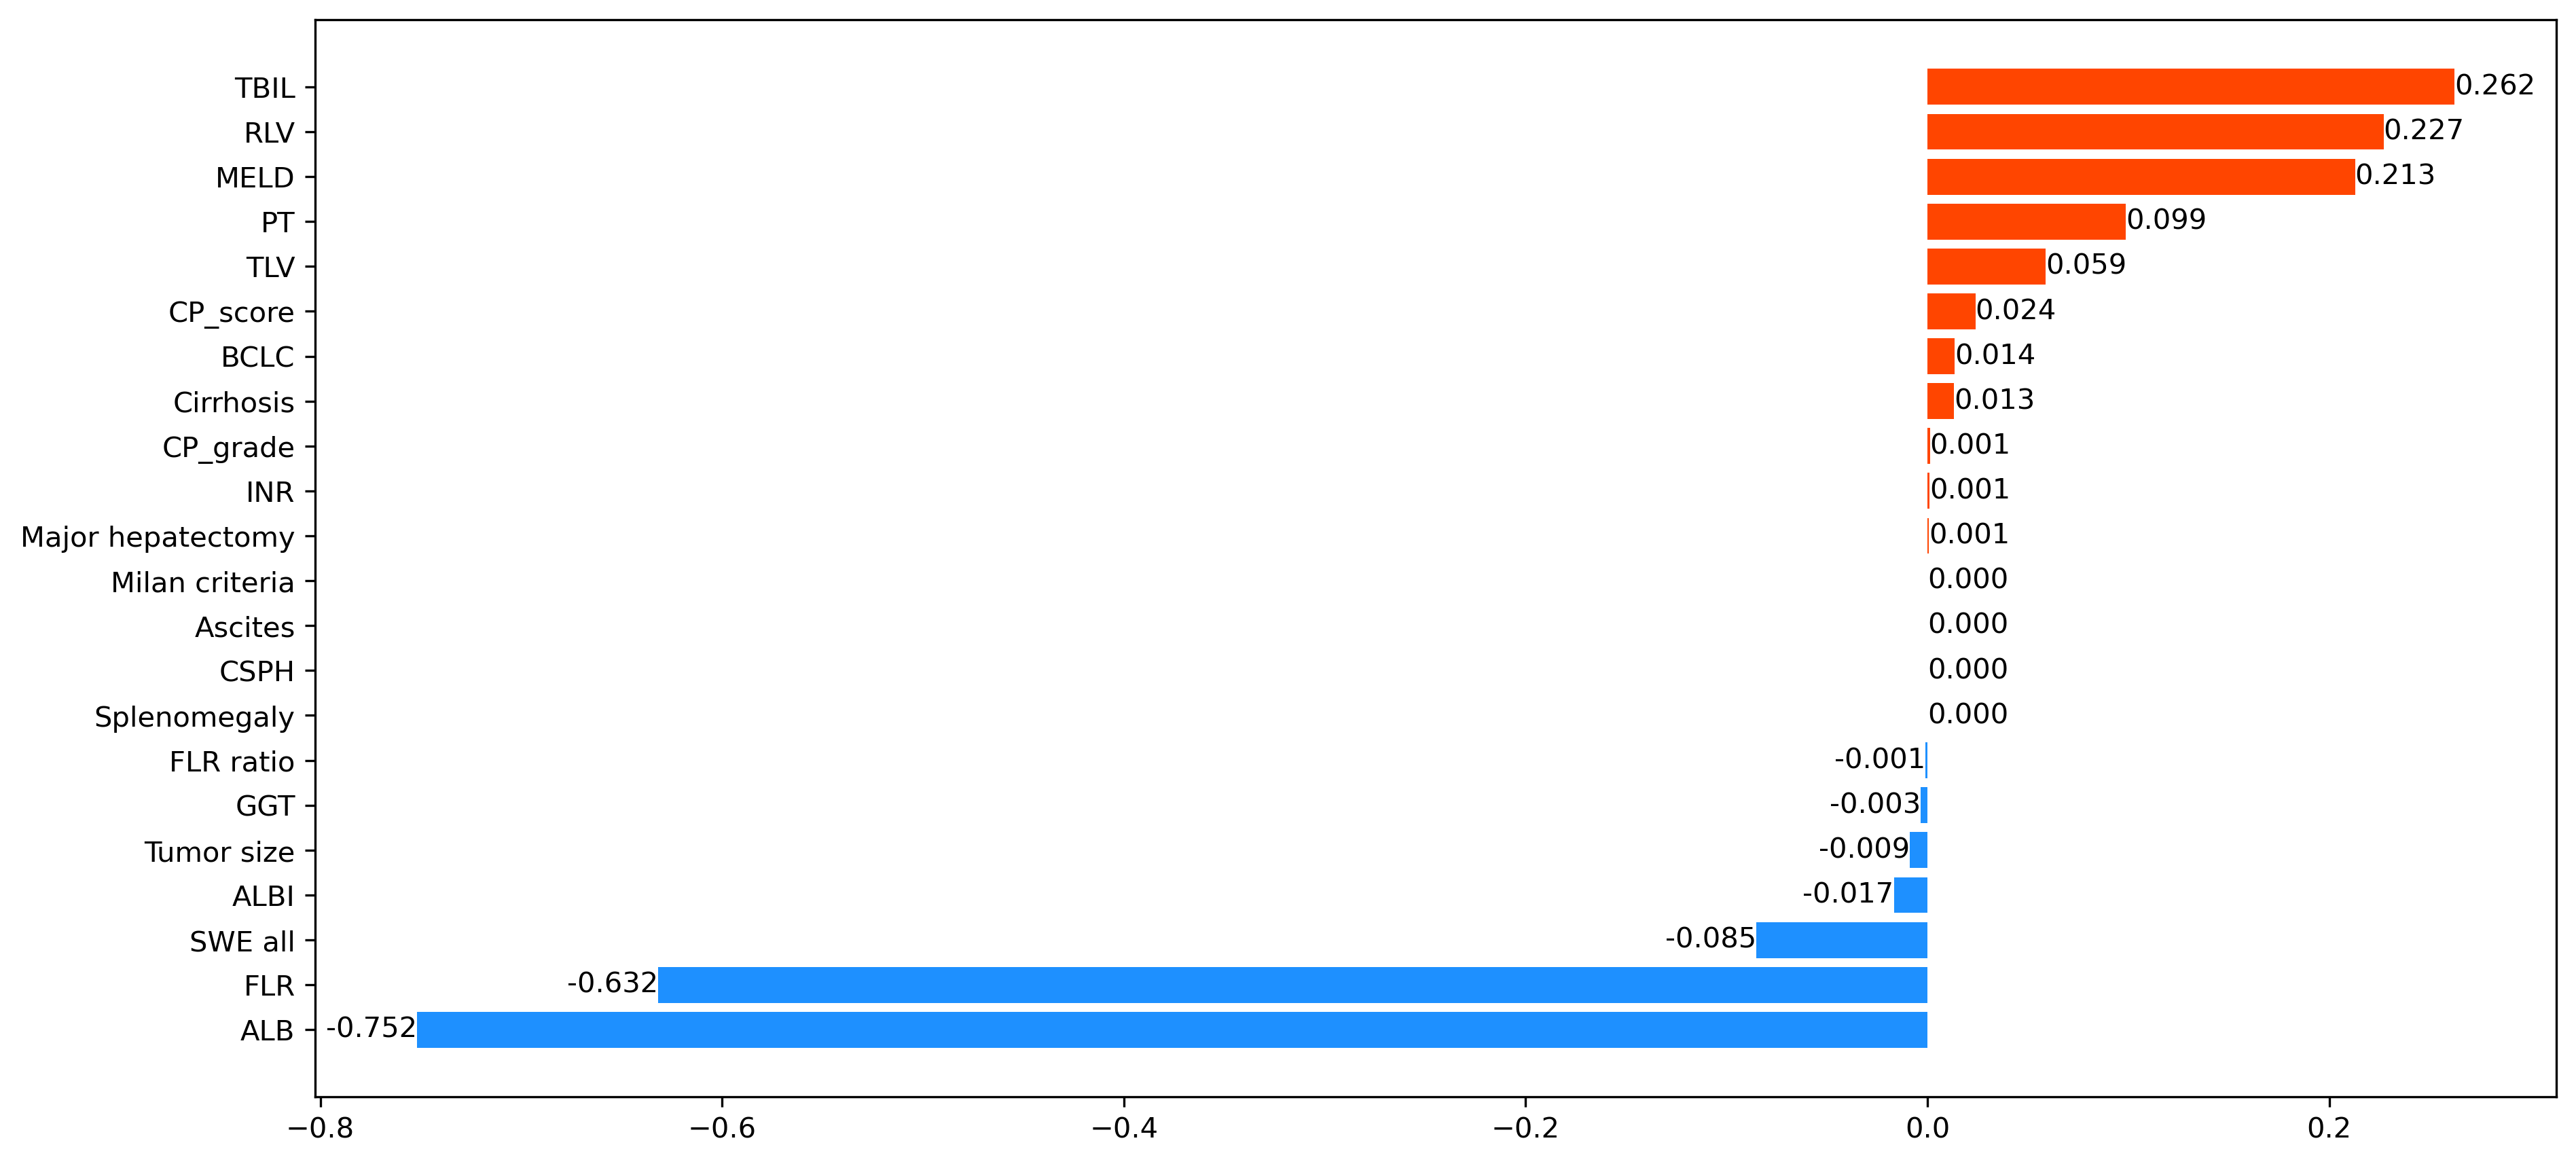 TBIL 0.262
RLV 0.227
MELD 0.213
PT 0.099
TLV 0.059
CP_score 0.024
BCLC 0.014
Cirrhosis 0.013
CP_grade 0.001
INR 0.001
Major hepatectomy 0.001
Milan criteria 0.000
Ascites 0.000
CSPH 0.000
Splenomegaly 0.000
FLR ratio -0.001
GGT -0.003
Tumor size -0.009
ALBI -0.017
SWE all -0.085
FLR -0.632
ALB -0.752
−0.8 −0.6 −0.4 −0.2 0.0 0.2